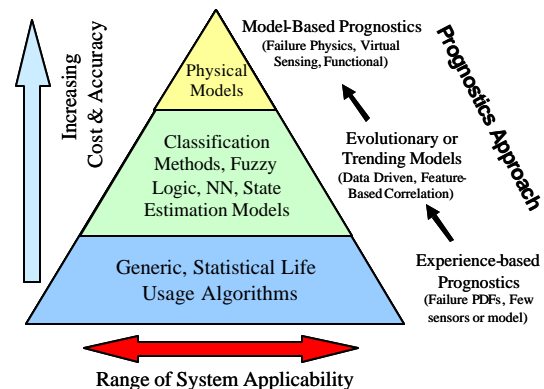 Increasing
Cost & Accuracy
Physical
Models
Classification
Methods, Fuzzy
Logic, NN, State
Estimation Models
Generic, Statistical Life
Usage Algorithms
Range of System Applicability
Model-Based Prognostics
(Failure Physics, Virtual
Sensing, Functional)
Evolutionary or
Trending Models
(Data Driven, Feature-
Based Correlation)
Experience-based
Prognostics
(Failure PDFs, Few
sensors or model)
Prognostics Approach